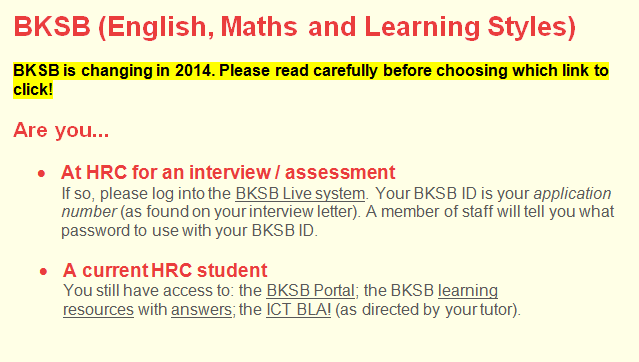 BKSB (English, Maths and Learning Styles)
BKSB is changing in 2014. Please read carefully before choosing which link to
click!
Are you...
• At HRC for an interview / assessment
If so, please log into the BKSB Live system. Your BKSB ID is your application
number (as found on your interview letter). A member of staff will tell you what
password to use with your BKSB ID.
• A current HRC student
You still have access to: the BKSB Portal; the BKSB learning
resources with answers; the ICT BLA! (as directed by your tutor).